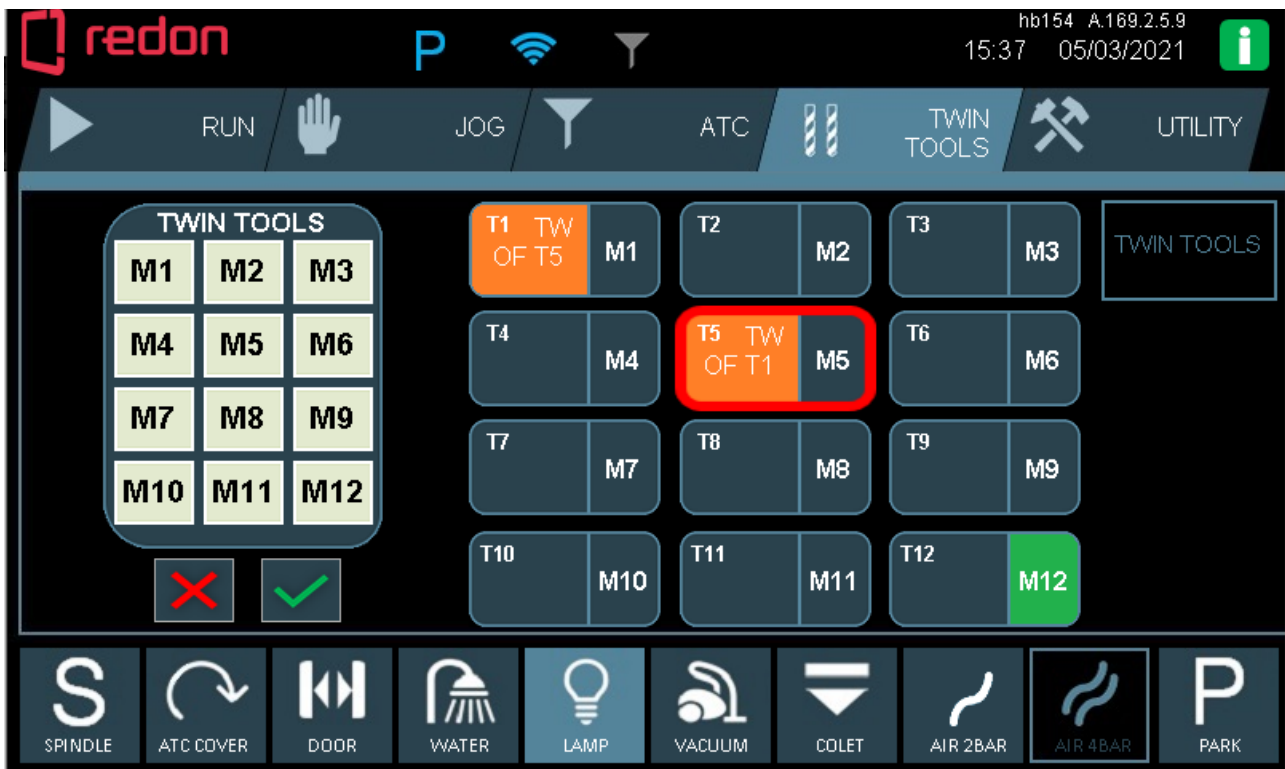 redon
P
hb154 A.169.2.5.9
15:37 05/03/2021
i
RUN
JOG
ATC
TWIN
TOOLS
UTILITY
TWIN TOOLS
M1 M2 M3
M4 M5 M6
M7 M8 M9
M10 M11 M12
T1 TW
OF T5
M1
T2
M2
T3
M3
TWIN TOOLS
T4
M4
T5 TW
OF T1
M5
T6
M6
T7
M7
T8
M8
T9
M9
T10
M10
T11
M11
T12
M12
S
SPINDLE
ATC COVER
DOOR
WATER
LAMP
VACUUM
COLET
AIR 2BAR
AIR 4BAR
P
PARK